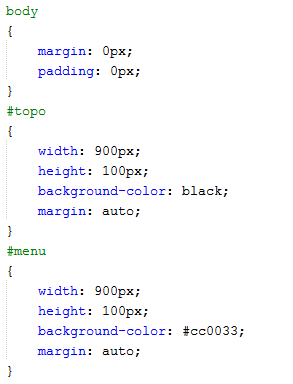 body
{
    margin: 0px;
    padding: 0px;
}
#topo
{
    width: 900px;
    height: 100px;
    background-color: black;
    margin: auto;
}
#menu
{
    width: 900px;
    height: 100px;
    background-color: #cc0033;
    margin: auto;
}